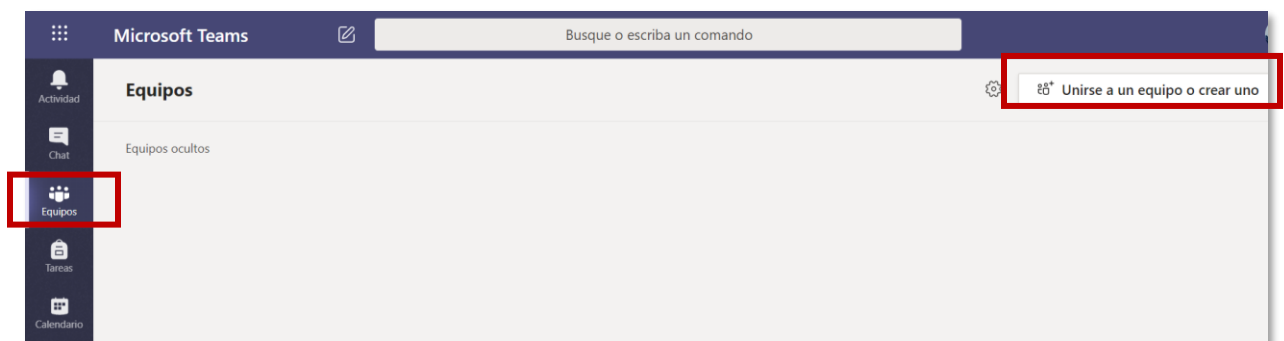 Microsoft Teams
Busque o escriba un comando
Actividad
Equipos
Unirse a un equipo o crear uno
Chat
Equipos ocultos
Equipos
Tareas
Calendario